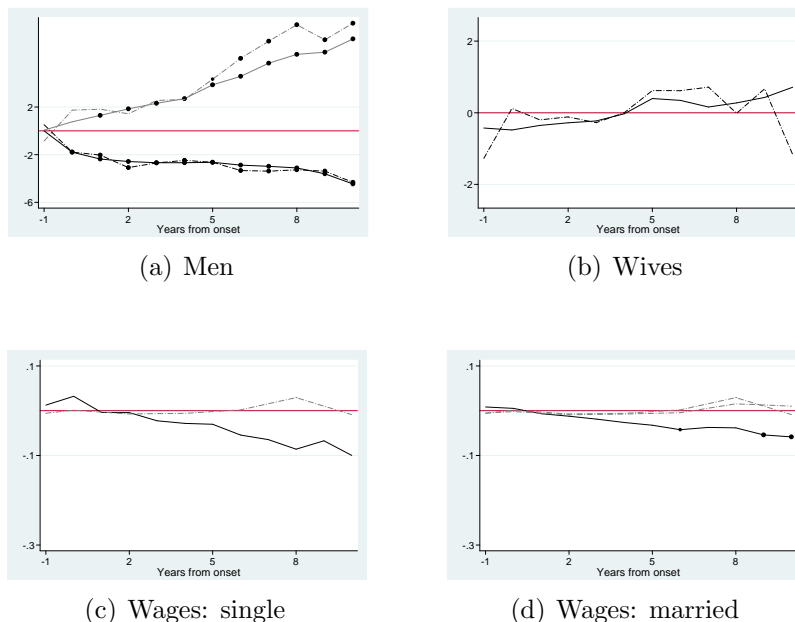 2
-2
-6
-1 2 5 8
Years from onset
(a) Men
2
0
-2
-1 2 5 8
Years from onset
(b) Wives
.1
-.1
-.3
-1 2 5 8
Years from onset
(c) Wages: single
.1
-.1
-.3
-1 2 5 8
Years from onset
(d) Wages: married